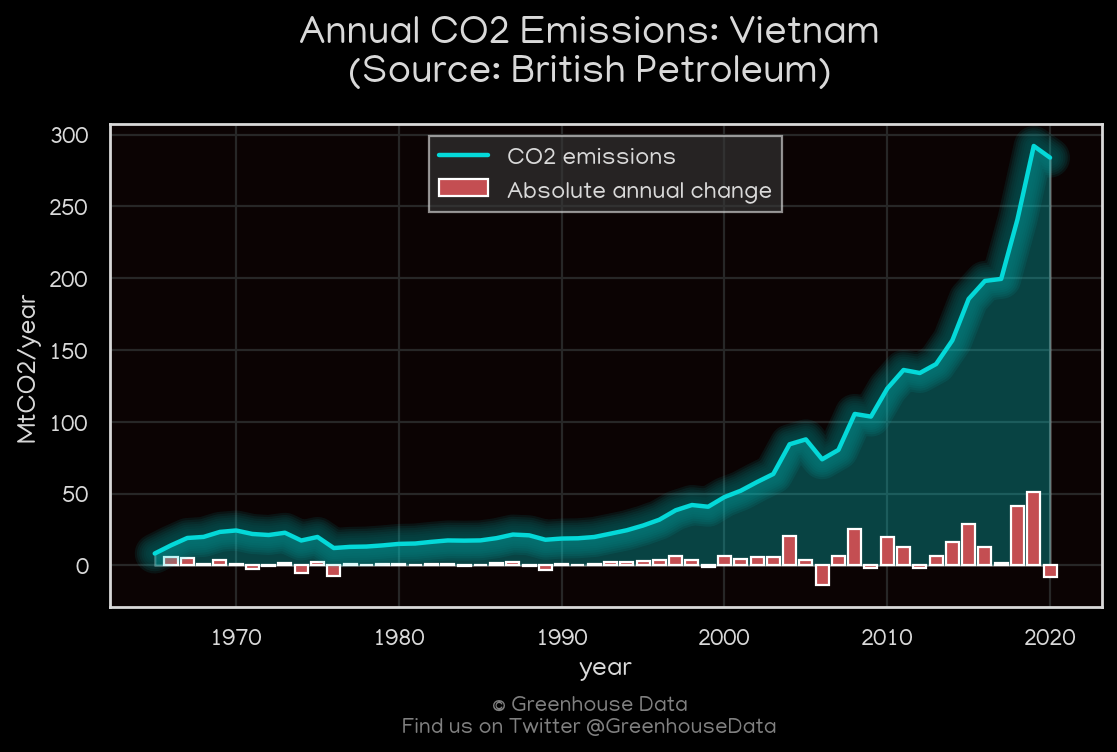 Annual CO2 Emissions: Vietnam
(Source: British Petroleum)
300
250
200
150
100
50
0
MtCO2/year
CO2 emissions
Absolute annual change
1970
1980
1990
2000
2010
2020
year
© Greenhouse Data
Find us on Twitter @GreenhouseData